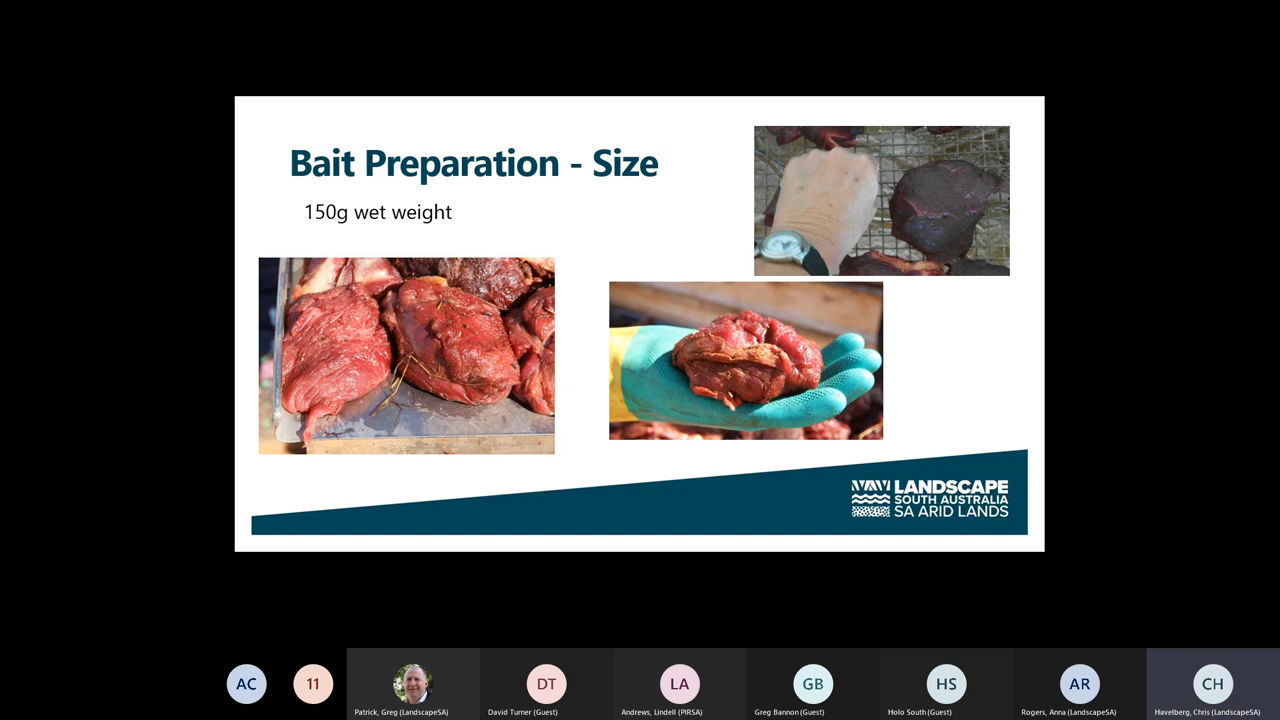 Bait Preparation - Size
150g wet weight
LANDSCAPE
SOUTH AUSTRALIA
SA ARID LANDS
AC
11
DT
LA
GB
HS
AR
CH
Patrick, Greg (LandscapeSA)
David Turner (Guest)
Andrews, Lindell (PIRSA)
Greg Bannon (Guest)
Holo South (Guest)
Rogers, Anna (LandscapeSA)
Havelberg, Chris (LandscapeSA)